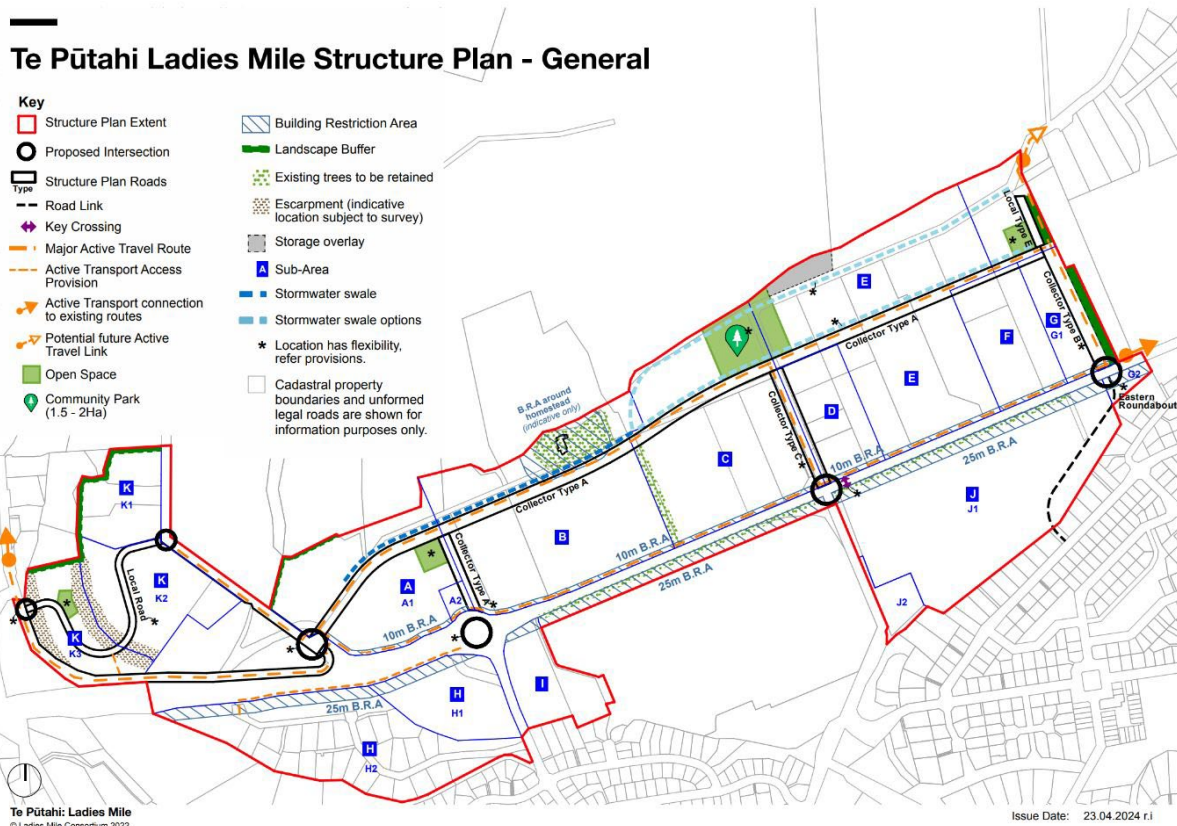 Te Pūtahi Ladies Mile Structure Plan - General
Key
Structure Plan Extent
Proposed Intersection
Type
Structure Plan Roads
Road Link
Key Crossing
Major Active Travel Route
Active Transport Access
Provision
Active Transport connection
to existing routes
Potential future Active
Travel Link
Open Space
Community Park
(1.5 - 2Ha)
Building Restriction Area
Landscape Buffer
Existing trees to be retained
Escarpment (indicative
location subject to survey)
Storage overlay
A
Sub-Area
Stormwater swale
Stormwater swale options
* Location has flexibility,
refer provisions.
Cadastral property
boundaries and unformed
legal roads are shown for
information purposes only.
Local Type E
E
Collector Type A
Collector Type B
G
G1
F
E
G2
Eastern
Roundabout
D
Collector Type C
C
10m B.R.A
25m B.R.A
B.R.A around
homestead
(indicative only)
Collector Type A
B
10m B.R.A
25m B.R.A
J
J1
J2
K
K1
K
K2
Local Road
K
K3
A
A1
A2
Collector Type A
10m B.R.A
25m B.R.A
H
H1
I
H
H2
Te Pūtahi: Ladies Mile
© Ladies Mile Consortium 2022
Issue Date: 23.04.2024 r.i